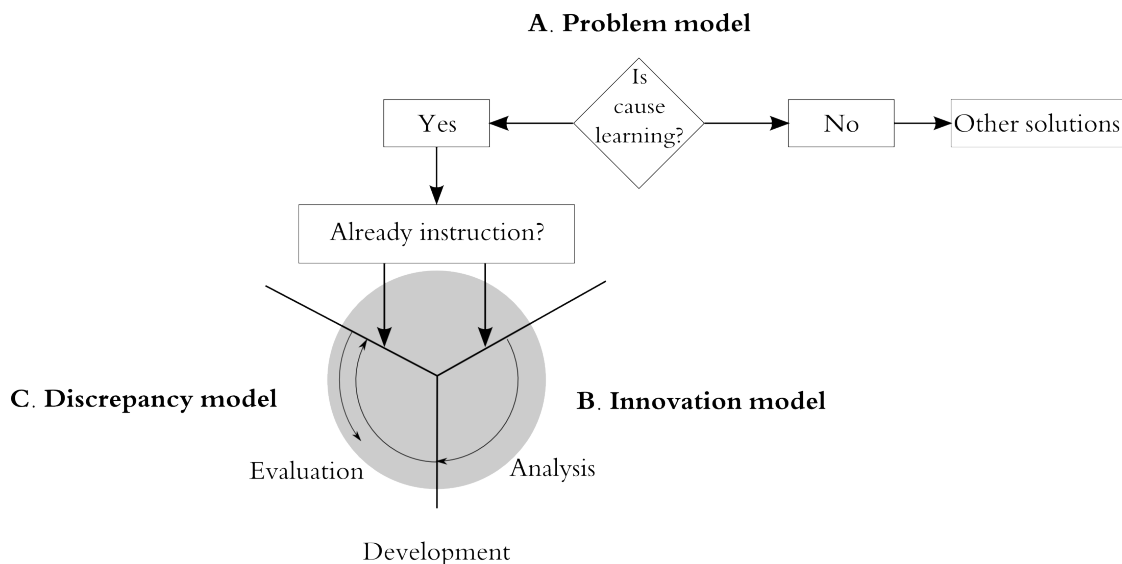 A. Problem model
Is
cause
learning?
Yes
No
Other solutions
Already instruction?
C. Discrepancy model
B. Innovation model
Evaluation
Analysis
Development